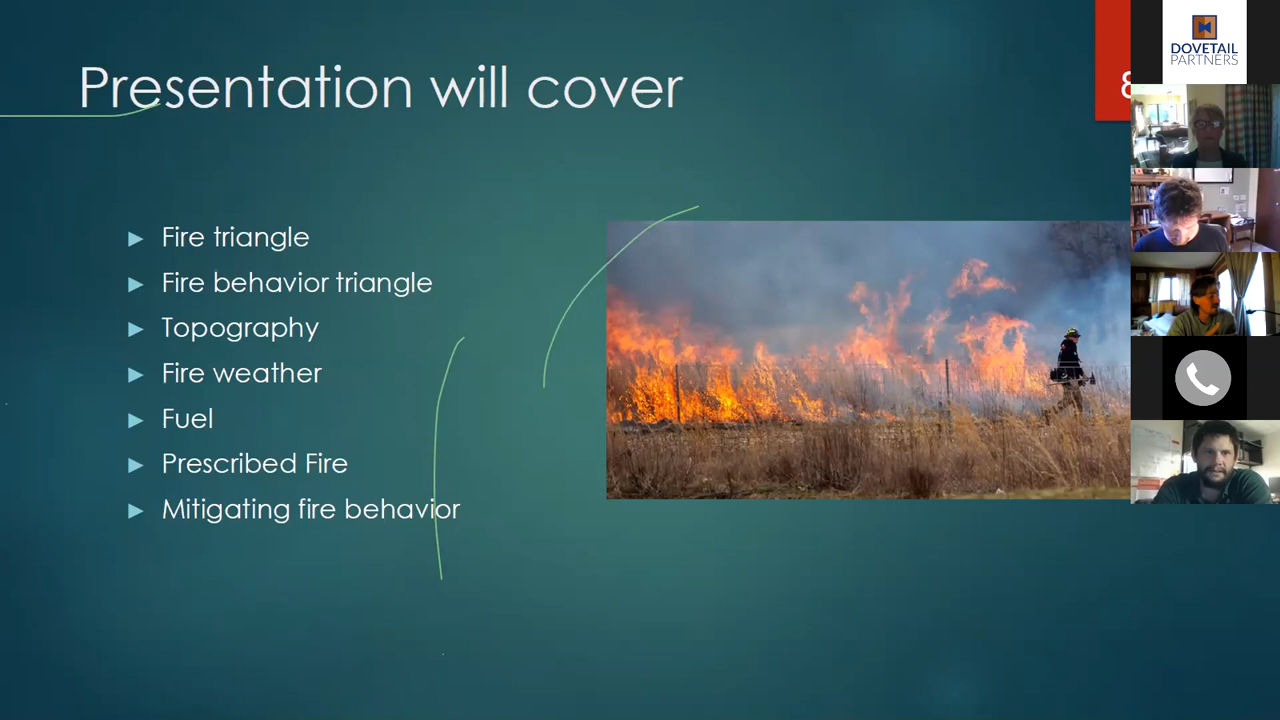 Presentation will cover
8
DOVETAIL
PARTNERS
Fire triangle
Fire behavior triangle
Topography
Fire weather
Fuel
Prescribed Fire
Mitigating fire behavior